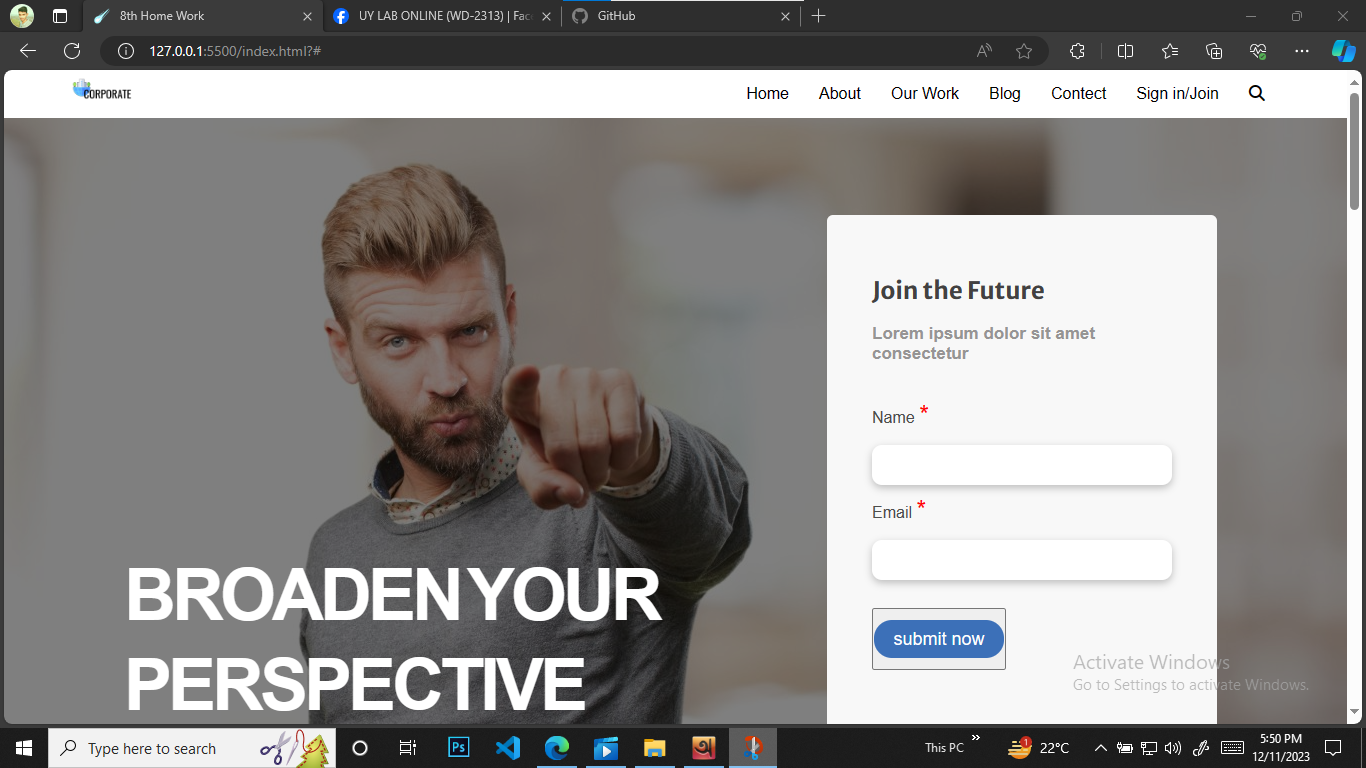 8th Home Work
UY LAB ONLINE (WD-2313) | Fac
GitHub
127.0.0.1:5500/index.html?#
CORPORATE
Home About Our Work Blog Contect Sign in/Join
Join the Future
Lorem ipsum dolor sit amet
consectetur
Name *
Email *
submit now
BROADEN YOUR
PERSPECTIVE
Activate Windows
Go to Settings to activate Windows.
Type here to search
Ps
This PC
»
1
22°C
5:50 PM
12/11/2023